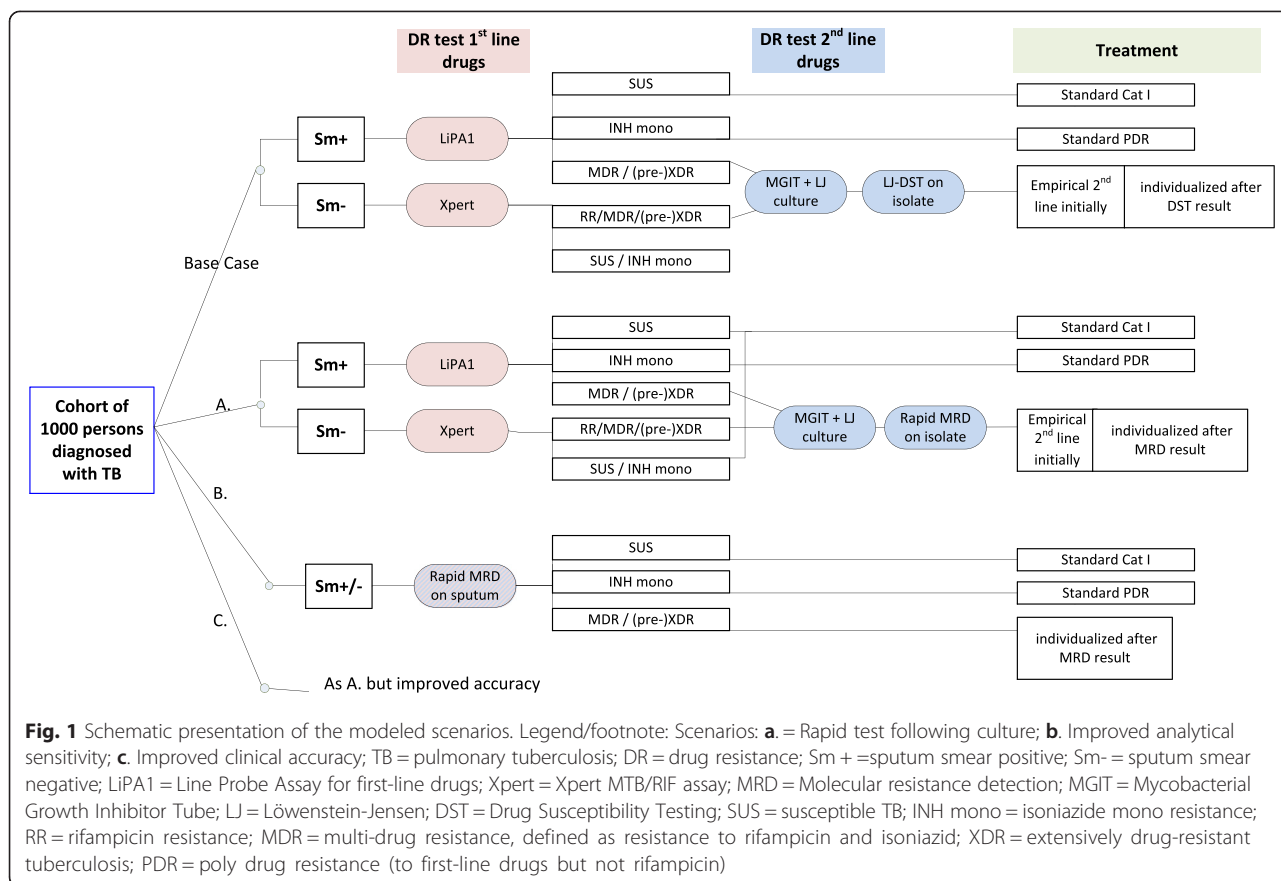 DR test 1st line
drugs
DR test 2nd line
drugs
Treatment
SUS
Standard Cat I
Sm+
LiPA1
INH mono
Standard PDR
MDR / (pre-)XDR
MGIT + LJ
culture
LJ-DST on
isolate
Empirical 2nd
line initially
individualized after
DST result
Sm-
Xpert
RR/MDR/(pre-)XDR
SUS / INH mono
Base Case
SUS
Standard Cat I
Sm+
LiPA1
INH mono
Standard PDR
MDR / (pre-)XDR
Cohort of
1000 persons
diagnosed
with TB
A.
Sm-
Xpert
RR/MDR/(pre-)XDR
MGIT + LJ
culture
Rapid MRD
on isolate
Empirical
2nd line
initially
individualized after
MRD result
SUS / INH mono
B.
SUS
Standard Cat I
Sm+/-
Rapid MRD
on sputum
INH mono
Standard PDR
MDR / (pre-)XDR
individualized after
MRD result
C.
As A. but improved accuracy
Fig. 1 Schematic presentation of the modeled scenarios. Legend/footnote: Scenarios: a. = Rapid test following culture; b. Improved analytical
sensitivity; c. Improved clinical accuracy; TB = pulmonary tuberculosis; DR = drug resistance; Sm + =sputum smear positive; Sm- = sputum smear
negative; LiPA1 = Line Probe Assay for first-line drugs; Xpert = Xpert MTB/RIF assay; MRD = Molecular resistance detection; MGIT = Mycobacterial
Growth Inhibitor Tube; LJ = Löwenstein-Jensen; DST = Drug Susceptibility Testing; SUS = susceptible TB; INH mono = isoniazide mono resistance;
RR = rifampicin resistance; MDR = multi-drug resistance, defined as resistance to rifampicin and isoniazid; XDR = extensively drug-resistant
tuberculosis; PDR = poly drug resistance (to first-line drugs but not rifampicin)